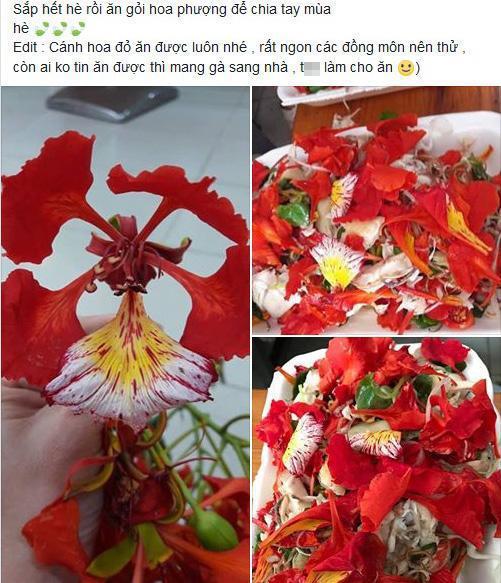 Sắp hết hè rồi ăn gỏi hoa phượng để chia tay mùa
hè 🍃🍃🍃
Edit : Cánh hoa đỏ ăn được luôn nhé , rất ngon các đồng môn nên thử ,
còn ai ko tin ăn được thì mang gà sang nhà , làm cho ăn 🙂)